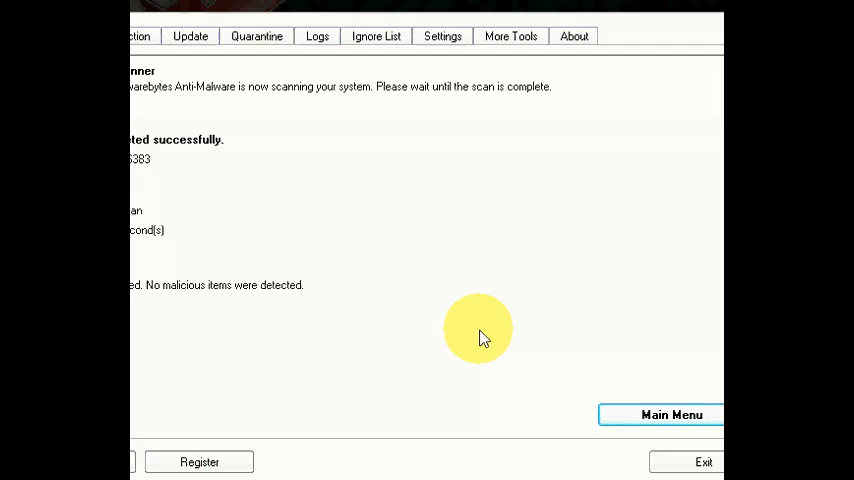 ction Update Quarantine Logs Ignore List Settings More Tools About
nner
warebytes Anti-Malware is now scanning your system. Please wait until the scan is complete.
eted successfully.
6383
an
cond(s)
ed. No malicious items were detected.
Main Menu
Register Exit